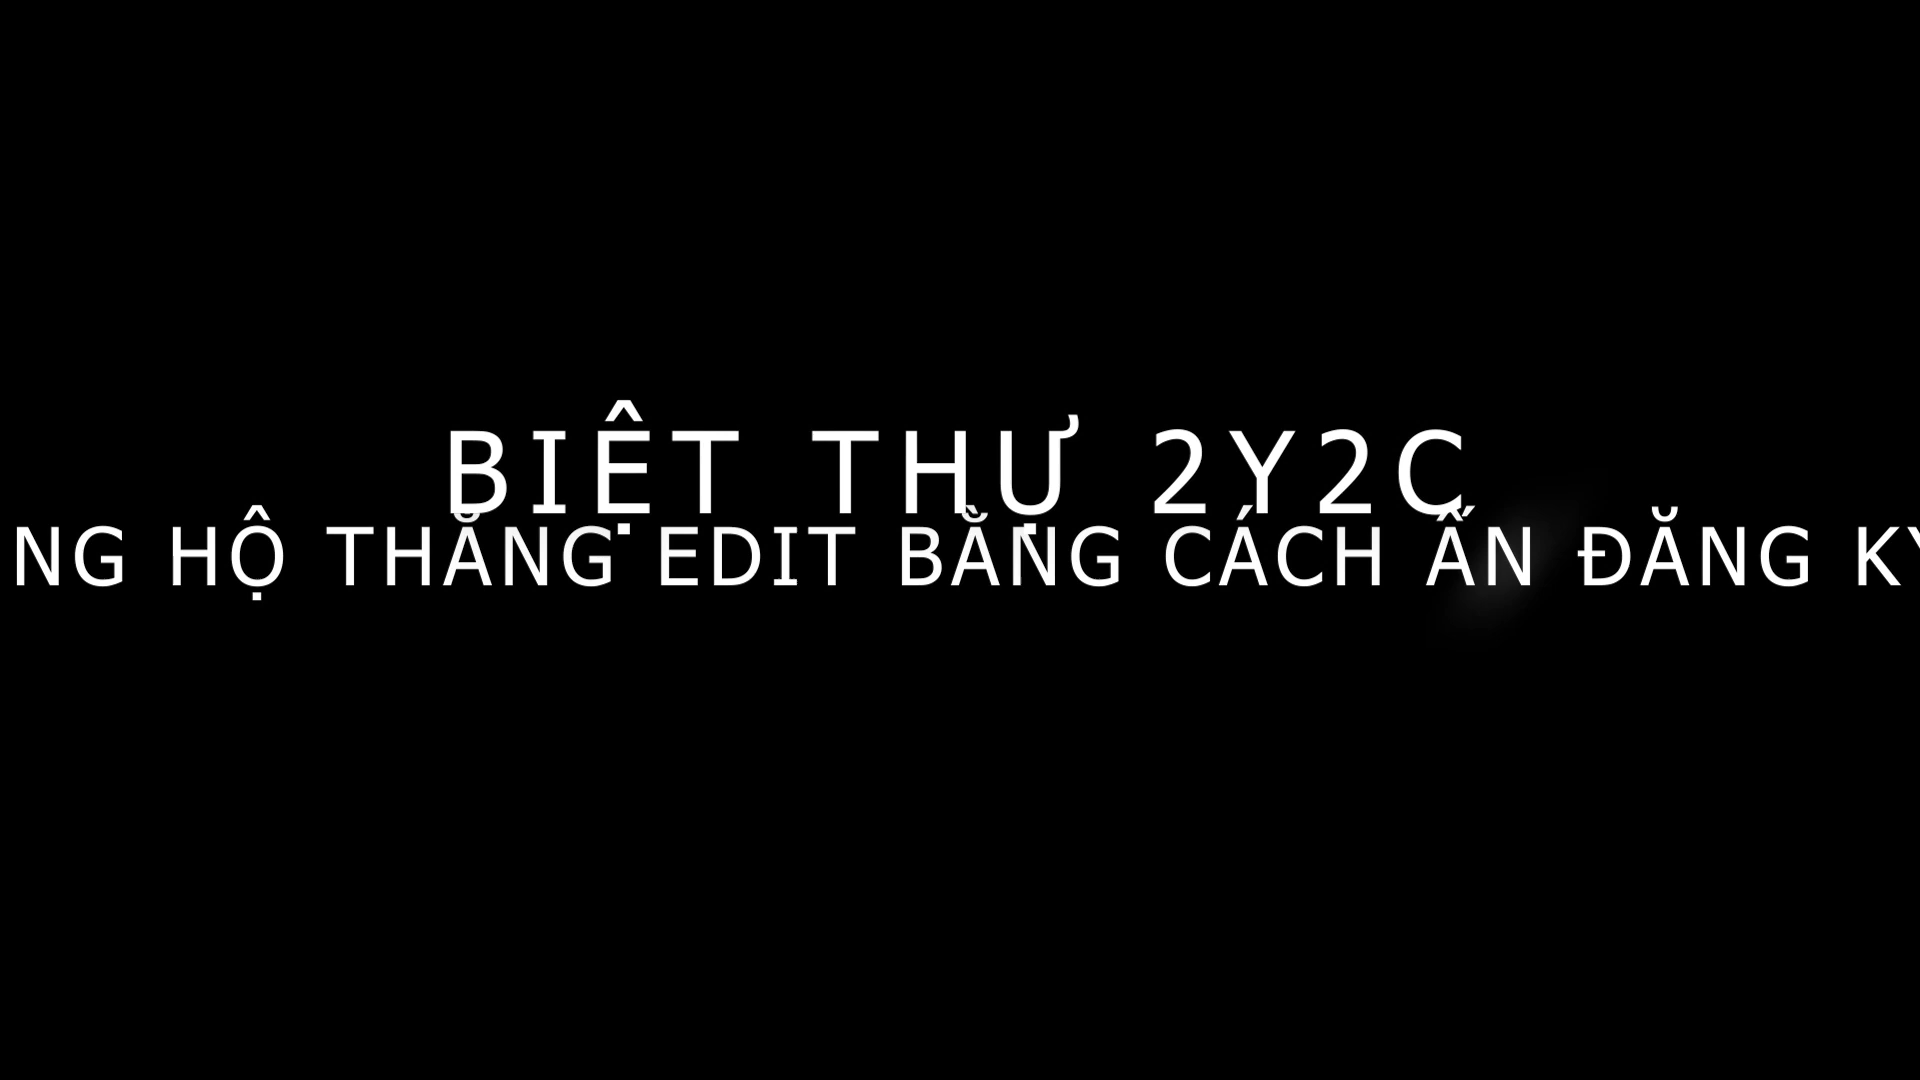 BIỆT THỰ 2Y2C
NG HỘ THẰNG EDIT BẰNG CÁCH ẤN ĐĂNG KÝ